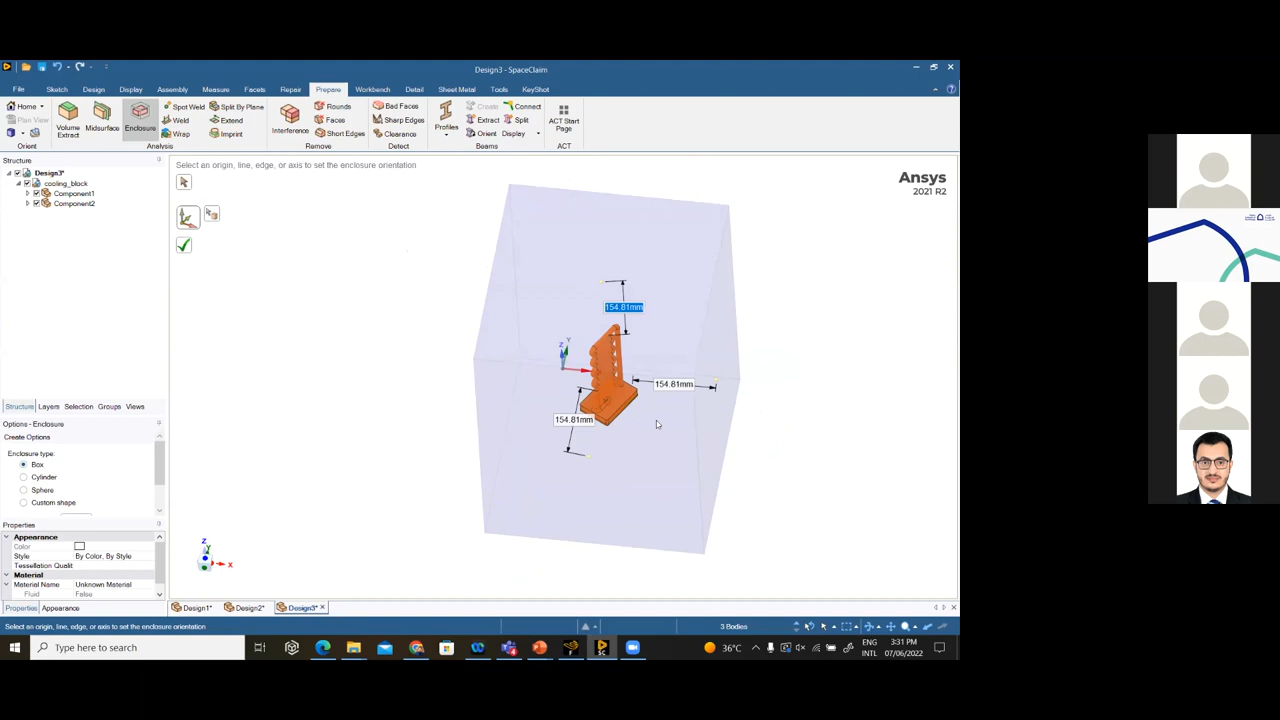 Design3 - SpaceClaim
File Sketch Design Display Assembly Measure Facets Repair Prepare Workbench Detail Sheet Metal Tools KeyShot
Home
Plan View
Orient
Volume Extract
Midsurface
Enclosure
Spot Weld
Weld
Wrap
Split By Plane
Extend
Imprint
Analysis
Interference
Rounds
Faces
Short Edges
Remove
Bad Faces
Sharp Edges
Clearance
Detect
Profiles
Create Connect
Extract Split
Orient Display
Beams
ACT Start Page
ACT
Structure
Design3*
cooling_block
Component1
Component2
Select an origin, line, edge, or axis to set the enclosure orientation
Ansys
2021 R2
154.81mm
154.81mm
154.81mm
Z
Y
Structure Layers Selection Groups Views
Options - Enclosure
Create Options
Enclosure type:
Box
Cylinder
Sphere
Custom shape
Properties
Appearance
Color
Style By Color, By Style
Tessellation Qualit
Material
Material Name Unknown Material
Fluid False
Properties Appearance
Z
Y
X
Design1* Design2* Design3*
Select an origin, line, edge, or axis to set the enclosure orientation
3 Bodies
Type here to search
36°C
ENG
INTL
3:31 PM
07/06/2022